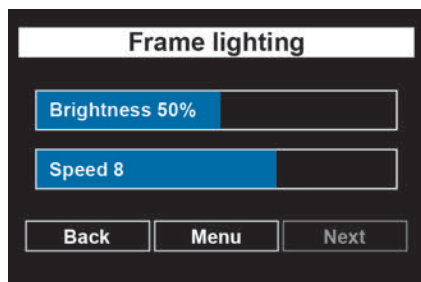 Frame lighting
Brightness 50%
Speed 8
Back Menu Next